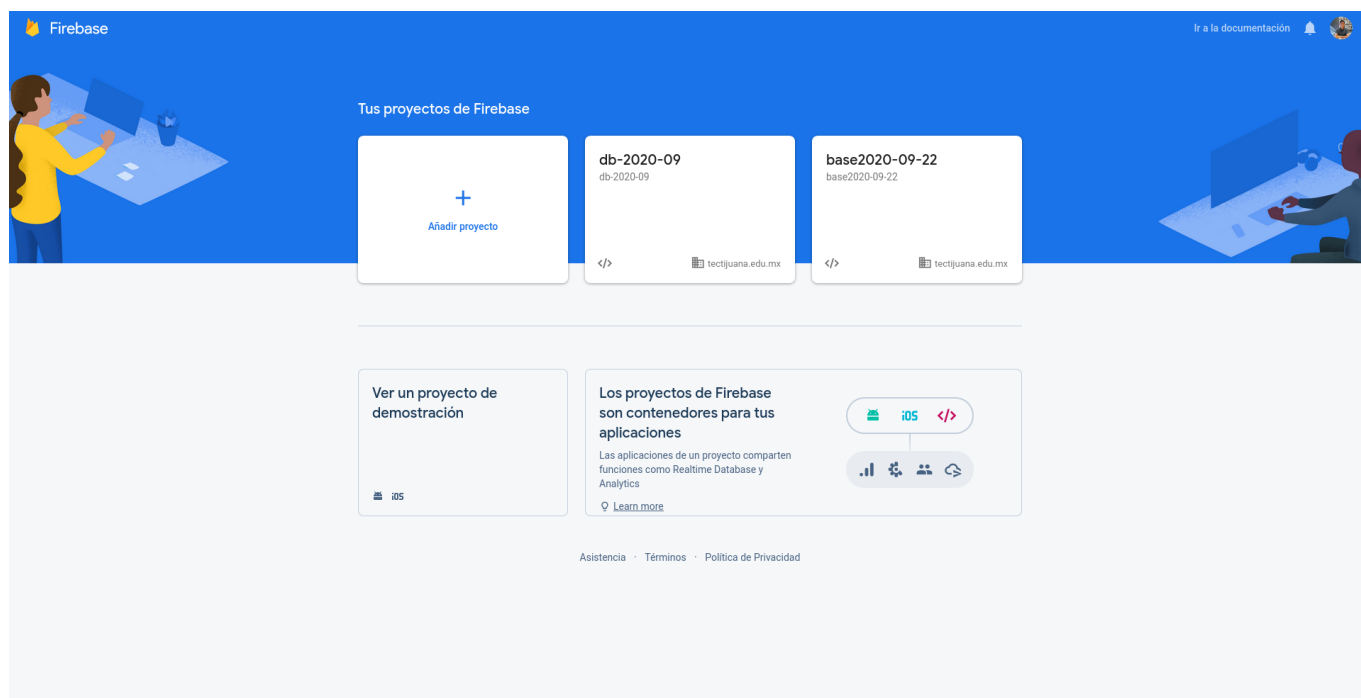 Firebase
Ir a la documentación
Tus proyectos de Firebase
Añadir proyecto
db-2020-09
db-2020-09
</>
tectijuana.edu.mx
base2020-09-22
base2020-09-22
</>
tectijuana.edu.mx
Ver un proyecto de
demostración
iOS
Los proyectos de Firebase
son contenedores para tus
aplicaciones
Las aplicaciones de un proyecto comparten
funciones como Realtime Database y
Analytics
Learn more
iOS </>
Asistencia · Términos · Política de Privacidad